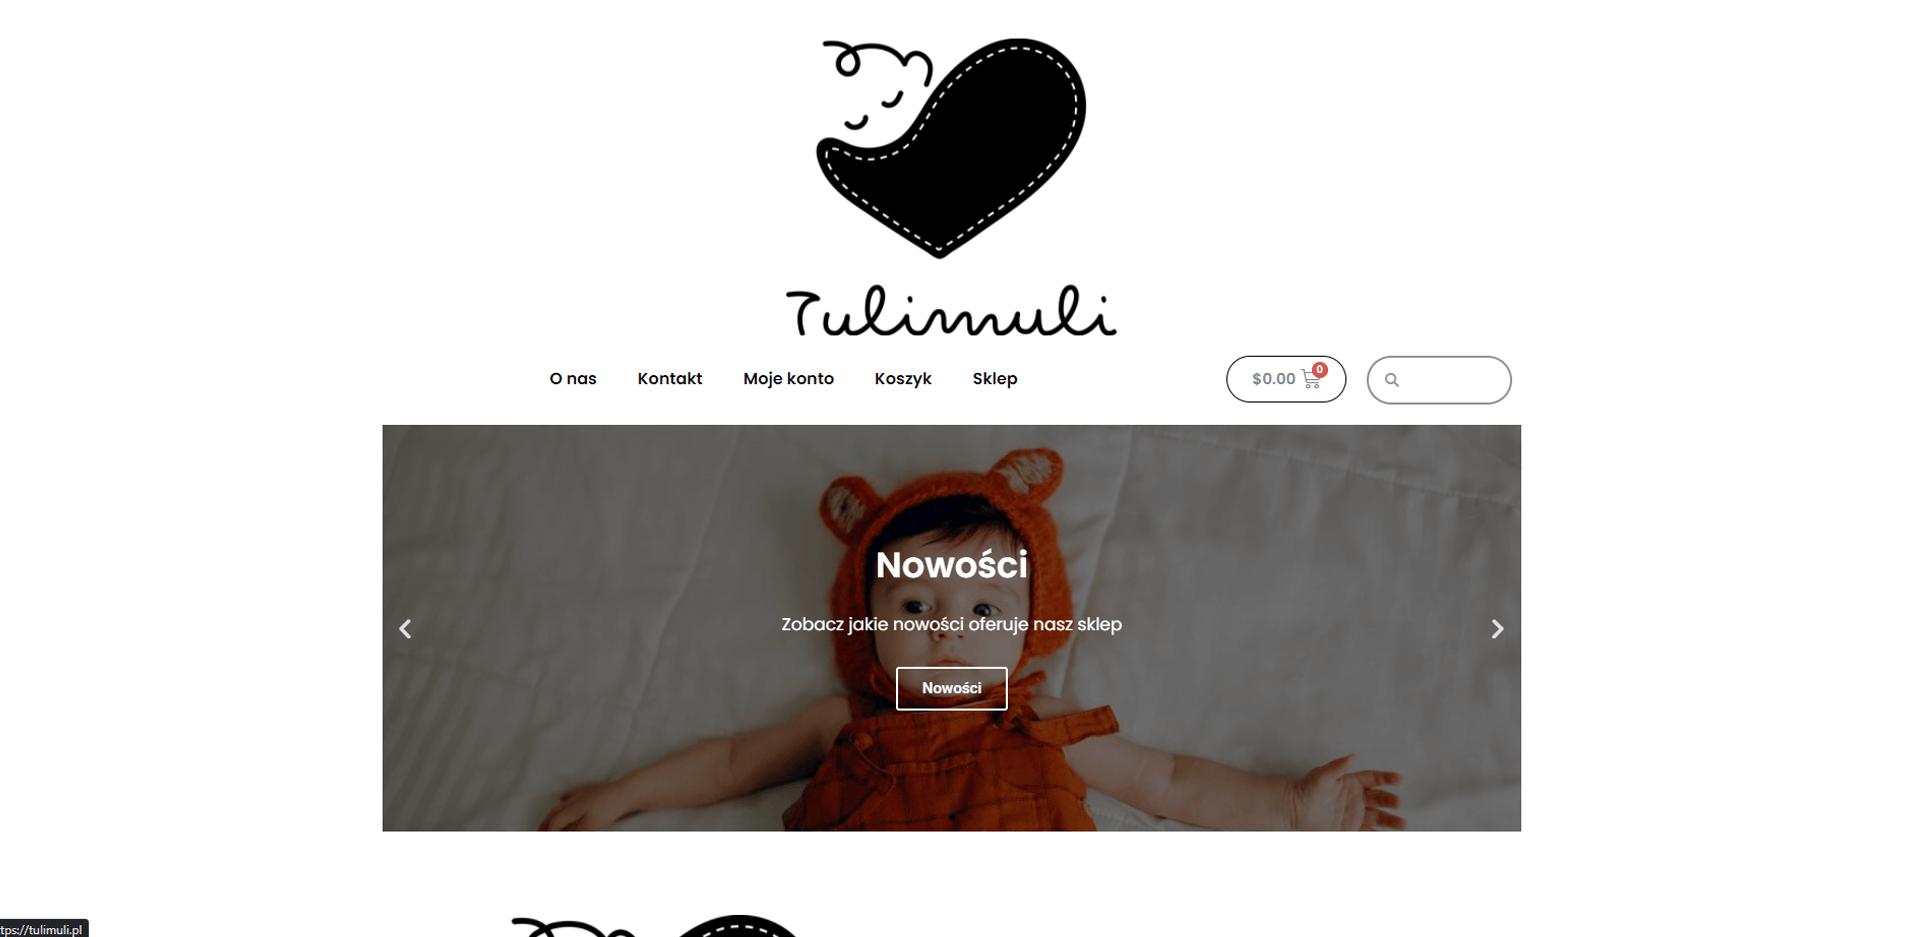 Tulimuli
O nas Kontakt Moje konto Koszyk Sklep $0.00 0
Nowości
Zobacz jakie nowości oferuje nasz sklep
Nowości
tps://tulimuli.pl